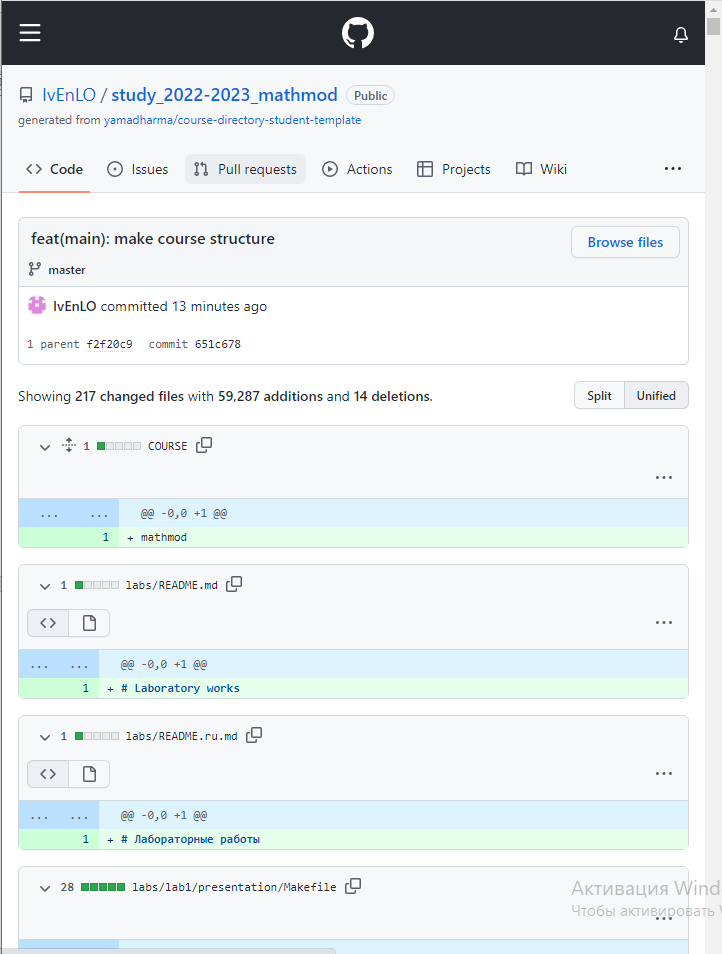 IvEnLO / study_2022-2023_mathmod Public
generated from yamadharma/course-directory-student-template
Code Issues Pull requests Actions Projects Wiki ...
feat(main): make course structure
Browse files
master
IvEnLO committed 13 minutes ago
1 parent f2f20c9 commit 651c678
Showing 217 changed files with 59,287 additions and 14 deletions.
Split Unified
1 COURSE
...
... ... @@ -0,0 +1 @@
1 + mathmod
1 labs/README.md
...
... ... @@ -0,0 +1 @@
1 + # Laboratory works
1 labs/README.ru.md
...
... ... @@ -0,0 +1 @@
1 + # Лабораторные работы
28 labs/lab1/presentation/Makefile
Активация Wind
Чтобы активировать
...